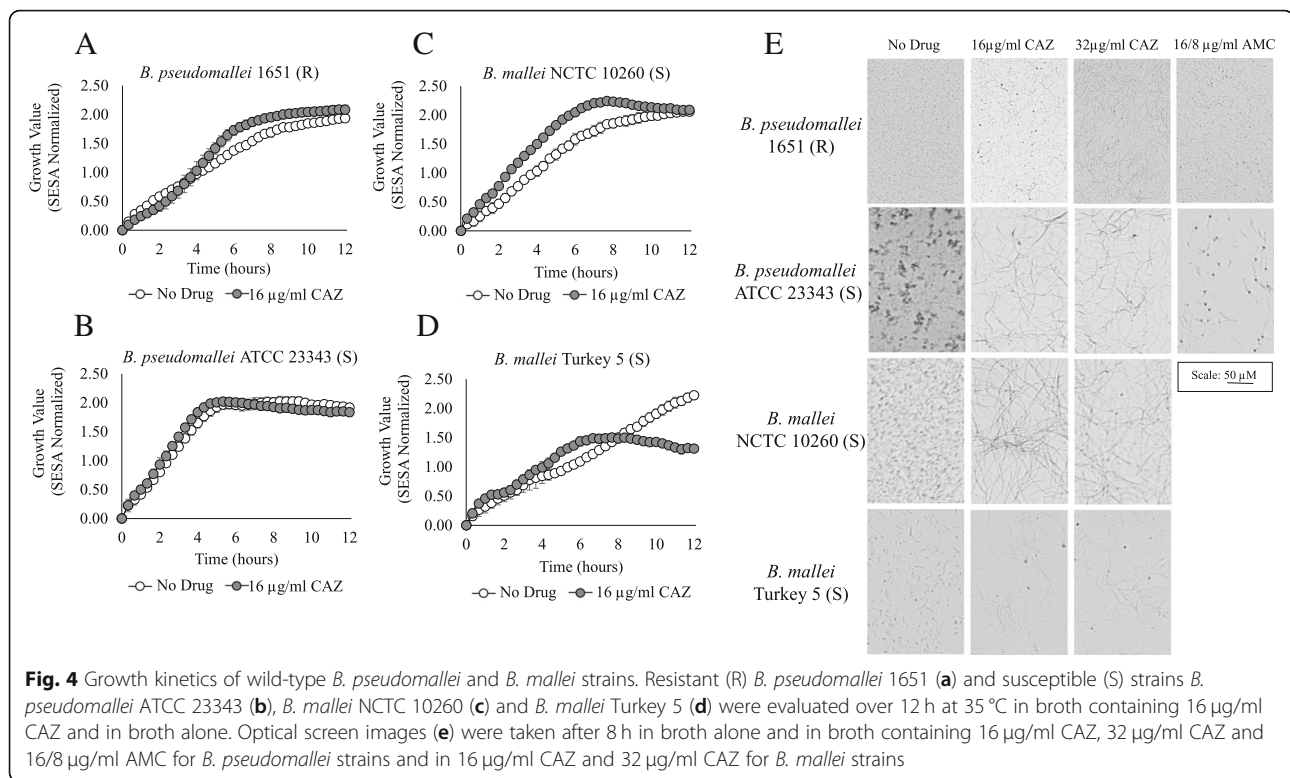 A
B. pseudomallei 1651 (R)
Growth Value
(SESA Normalized)
2.50
2.00
1.50
1.00
0.50
0.00
0 2 4 6 8 10 12
Time (hours)
No Drug 16 µg/ml CAZ
B
B. pseudomallei ATCC 23343 (S)
Growth Value
(SESA Normalized)
2.50
2.00
1.50
1.00
0.50
0.00
0 2 4 6 8 10 12
Time (hours)
No Drug 16 µg/ml CAZ
C
B. mallei NCTC 10260 (S)
Growth Value
(SESA Normalized)
2.50
2.00
1.50
1.00
0.50
0.00
0 2 4 6 8 10 12
Time (hours)
No Drug 16 µg/ml CAZ
D
B. mallei Turkey 5 (S)
Growth Value
(SESA Normalized)
2.50
2.00
1.50
1.00
0.50
0.00
0 2 4 6 8 10 12
Time (hours)
No Drug 16 µg/ml CAZ
E
No Drug 16µg/ml CAZ 32µg/ml CAZ 16/8 µg/ml AMC
B. pseudomallei
1651 (R)
B. pseudomallei
ATCC 23343 (S)
Scale: 50 µM
B. mallei
NCTC 10260 (S)
B. mallei
Turkey 5 (S)
Fig. 4 Growth kinetics of wild-type B. pseudomallei and B. mallei strains. Resistant (R) B. pseudomallei 1651 (a) and susceptible (S) strains B.
pseudomallei ATCC 23343 (b), B. mallei NCTC 10260 (c) and B. mallei Turkey 5 (d) were evaluated over 12 h at 35 °C in broth containing 16 µg/ml
CAZ and in broth alone. Optical screen images (e) were taken after 8 h in broth alone and in broth containing 16 µg/ml CAZ, 32 µg/ml CAZ and
16/8 µg/ml AMC for B. pseudomallei strains and in 16 µg/ml CAZ and 32 µg/ml CAZ for B. mallei strains